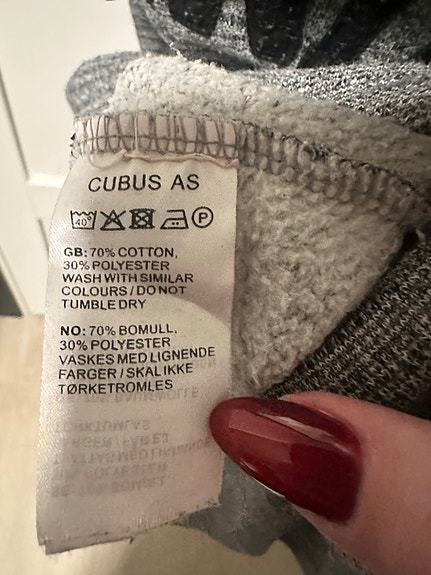 CUBUS AS
40° P
GB: 70% COTTON,
30% POLYESTER
WASH WITH SIMILAR
COLOURS / DO NOT
TUMBLE DRY
NO: 70% BOMULL,
30% POLYESTER
VASKES MED LIGNENDE
FARGER / SKAL IKKE
TØRKETROMLES